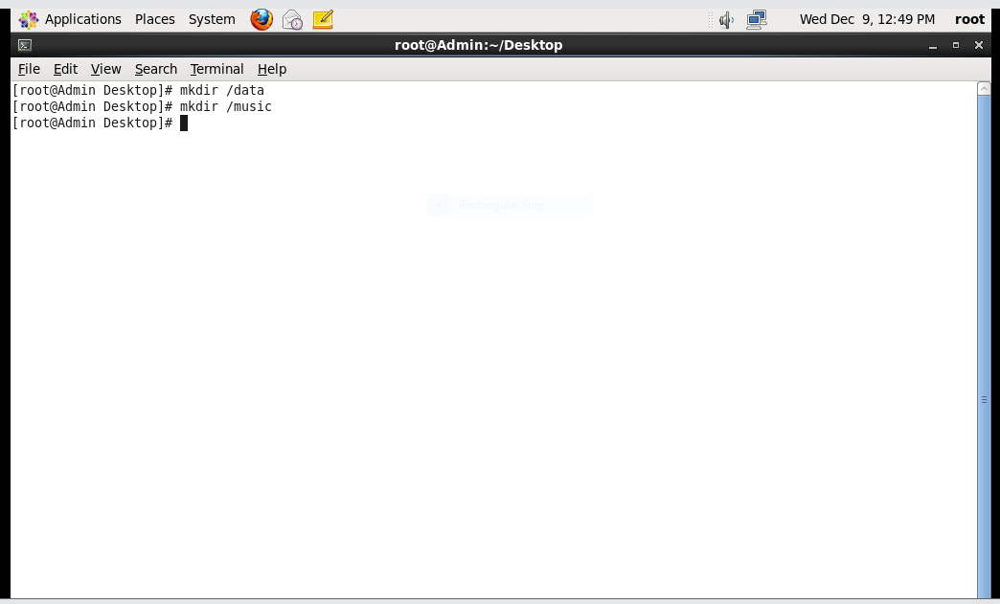 Applications Places System Wed Dec 9, 12:49 PM root
root@Admin:~/Desktop
File Edit View Search Terminal Help
[root@Admin Desktop]# mkdir /data
[root@Admin Desktop]# mkdir /music
[root@Admin Desktop]#
Rectangular Snip